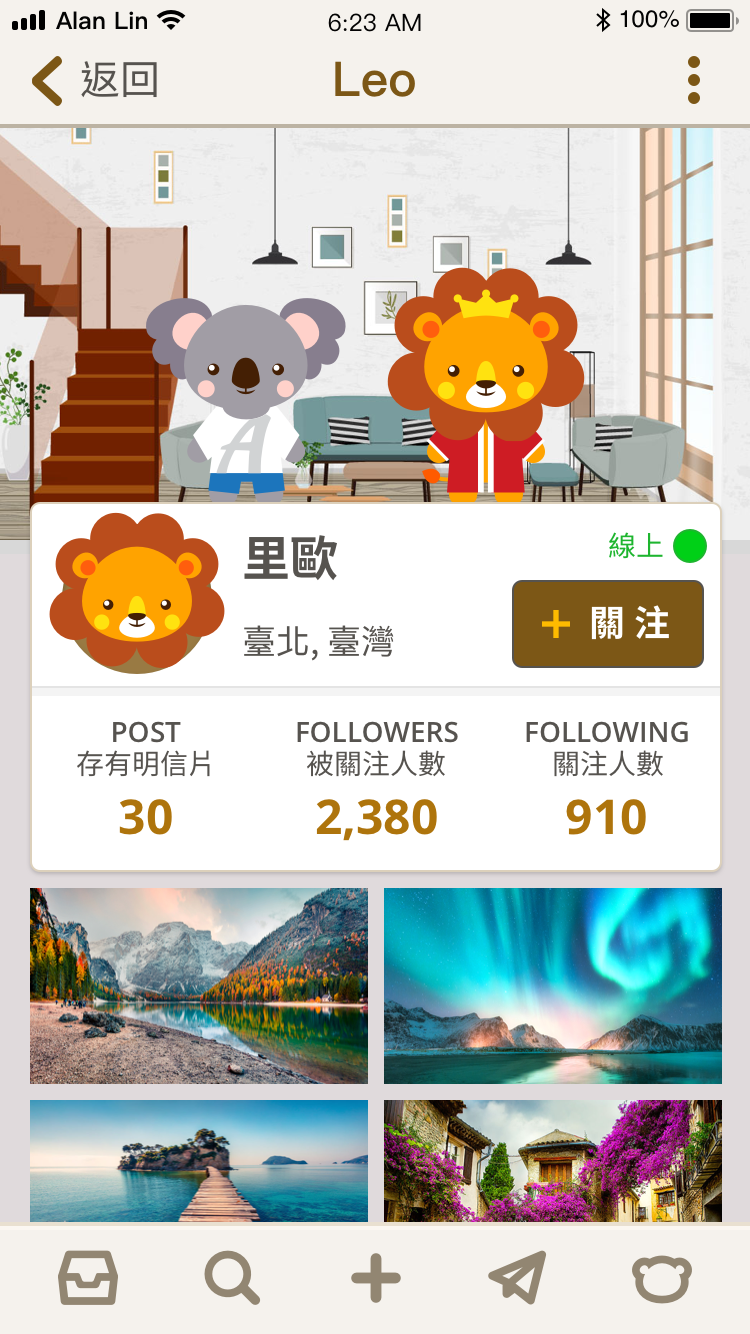 Alan Lin
6:23 AM
100%
返回
Leo
A
里歐
線上
臺北, 臺灣
+ 關 注
POST
存有明信片
30
FOLLOWERS
被關注人數
2,380
FOLLOWING
關注人數
910